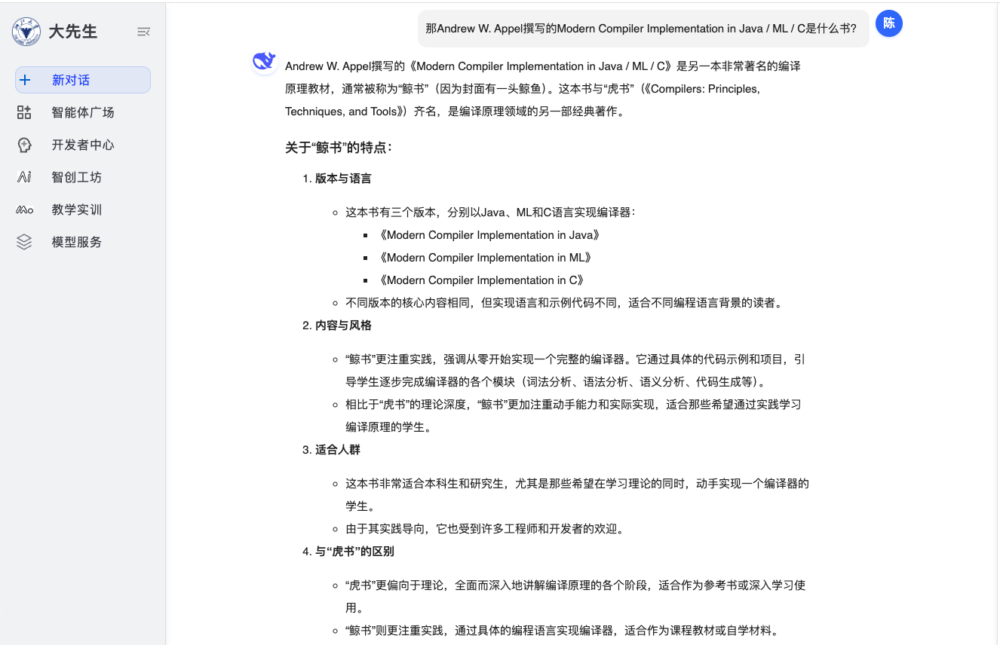 大先生
新对话
智能体广场
开发者中心
智创工坊
教学实训
模型服务
那Andrew W. Appel撰写的Modern Compiler Implementation in Java / ML / C是什么书?
陈
Andrew W. Appel撰写的《Modern Compiler Implementation in Java / ML / C》是另一本非常著名的编译
原理教材，通常被称为“鲸书”（因为封面有一头鲸鱼）。这本书与“虎书”（《Compilers: Principles,
Techniques, and Tools》）齐名，是编译原理领域的另一部经典著作。
关于“鲸书”的特点：
1. 版本与语言
○ 这本书有三个版本，分别以Java、ML和C语言实现编译器：
▪ 《Modern Compiler Implementation in Java》
▪ 《Modern Compiler Implementation in ML》
▪ 《Modern Compiler Implementation in C》
○ 不同版本的核心内容相同，但实现语言和示例代码不同，适合不同编程语言背景的读者。
2. 内容与风格
○ “鲸书”更注重实践，强调从零开始实现一个完整的编译器。它通过具体的代码示例和项目，引
导学生逐步完成编译器的各个模块（词法分析、语法分析、语义分析、代码生成等）。
○ 相比于“虎书”的理论深度，“鲸书”更加注重动手能力和实际实现，适合那些希望通过实践学习
编译原理的学生。
3. 适合人群
○ 这本书非常适合本科生和研究生，尤其是那些希望在学习理论的同时，动手实现一个编译器的
学生。
○ 由于其实践导向，它也受到许多工程师和开发者的欢迎。
4. 与“虎书”的区别
○ “虎书”更偏向于理论，全面而深入地讲解编译原理的各个阶段，适合作为参考书或深入学习使
用。
○ “鲸书”则更注重实践，通过具体的编程语言实现编译器，适合作为课程教材或自学材料。